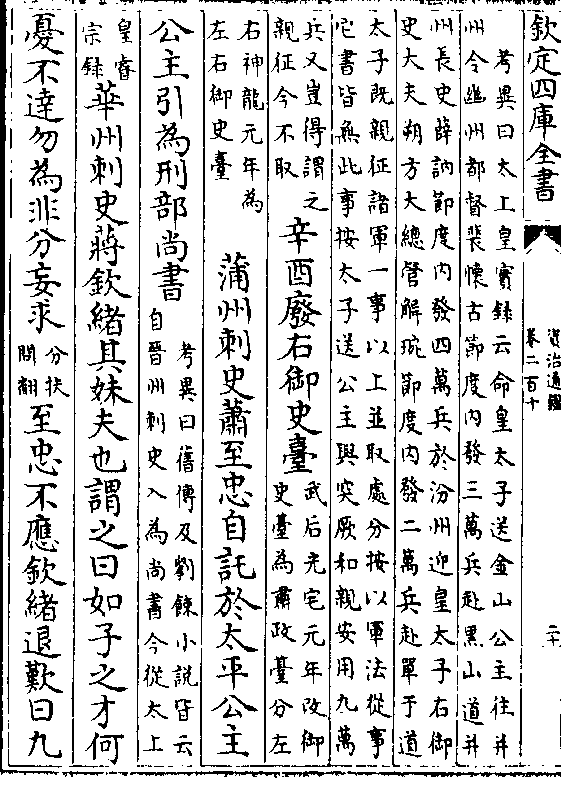 欽定四庫全書
資治通鑑
卷二百十
二十
考異曰太上皇實錄云命皇太子送金山公主往并
州令幽州都督裴懷古節度內發三萬兵赴黑山道并
州長史薛訥節度內發四萬兵於汾州迎皇太子右御
史大夫朔方大總管解琬節度內發二萬兵赴單于道
太子既親征諸軍一事以上並取處分按以軍法從事
它書皆無此事按太子送公主與突厥和親安用九萬
兵又豈得謂之
親征今不取
辛酉廢右御史臺
武后光宅元年改御
史臺為肅政臺分左
右神龍元年為
左右御史臺
蒲州刺史蕭至忠自託於太平公主
公主引為刑部尚書
考異曰舊傳及劉餗小說皆云
自晉州刺史入為尚書今從太上
皇睿
宗錄
華州刺史蔣欽緒其妹夫也謂之曰如子之才何
憂不達勿為非分妄求
分扶
問翻
至忠不應欽緒退歎曰九